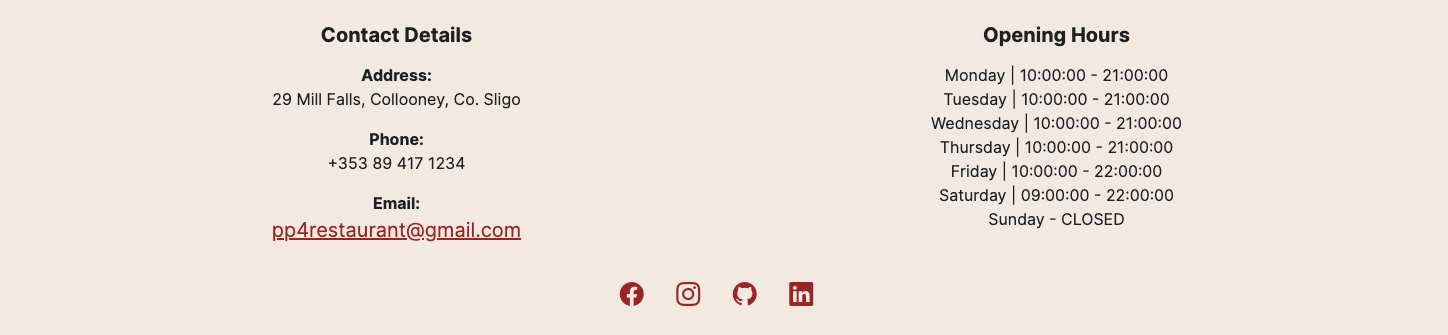 Contact Details
Address:
29 Mill Falls, Collooney, Co. Sligo
Phone:
+353 89 417 1234
Email:
pp4restaurant@gmail.com
Opening Hours
Monday | 10:00:00 - 21:00:00
Tuesday | 10:00:00 - 21:00:00
Wednesday | 10:00:00 - 21:00:00
Thursday | 10:00:00 - 21:00:00
Friday | 10:00:00 - 22:00:00
Saturday | 09:00:00 - 22:00:00
Sunday - CLOSED